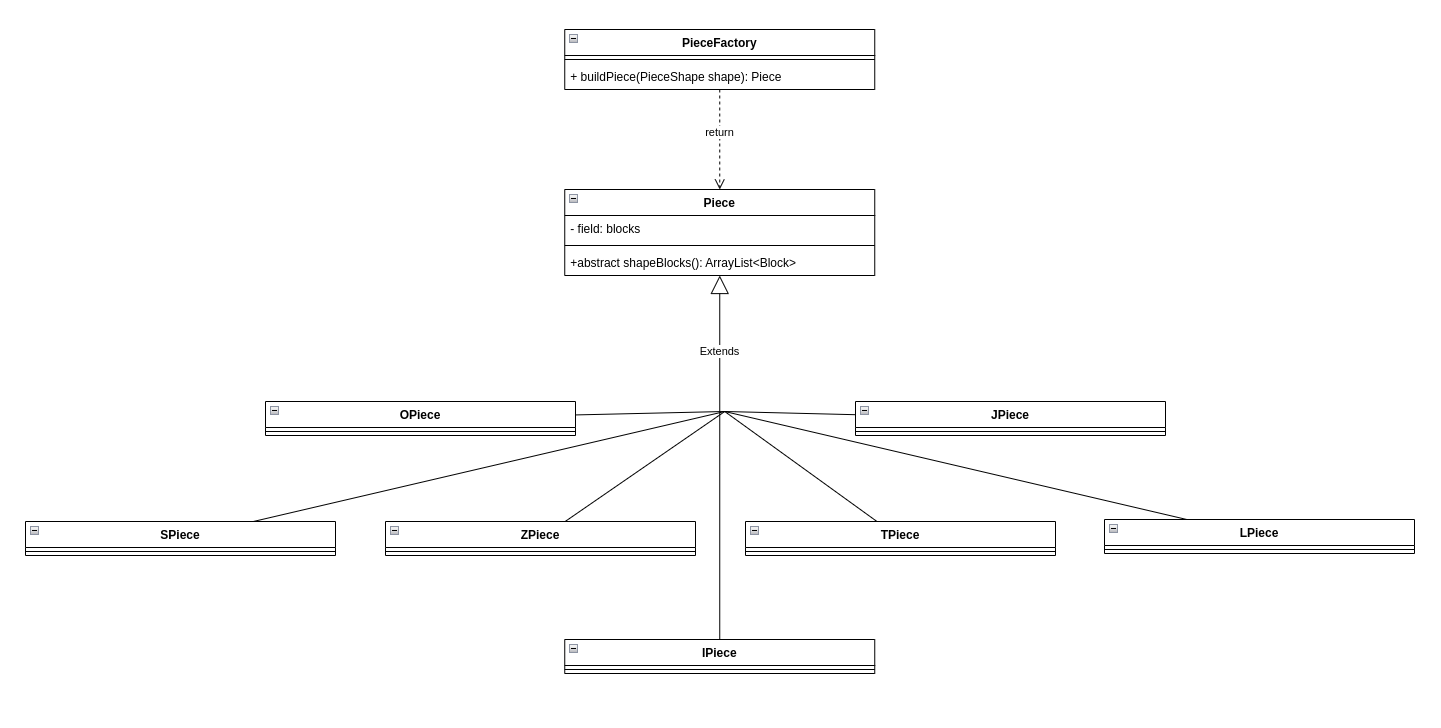 PieceFactory
+ buildPiece(PieceShape shape): Piece
return
Piece
- field: blocks
+abstract shapeBlocks(): ArrayList<Block>
Extends
OPiece
JPiece
SPiece
ZPiece
TPiece
LPiece
IPiece